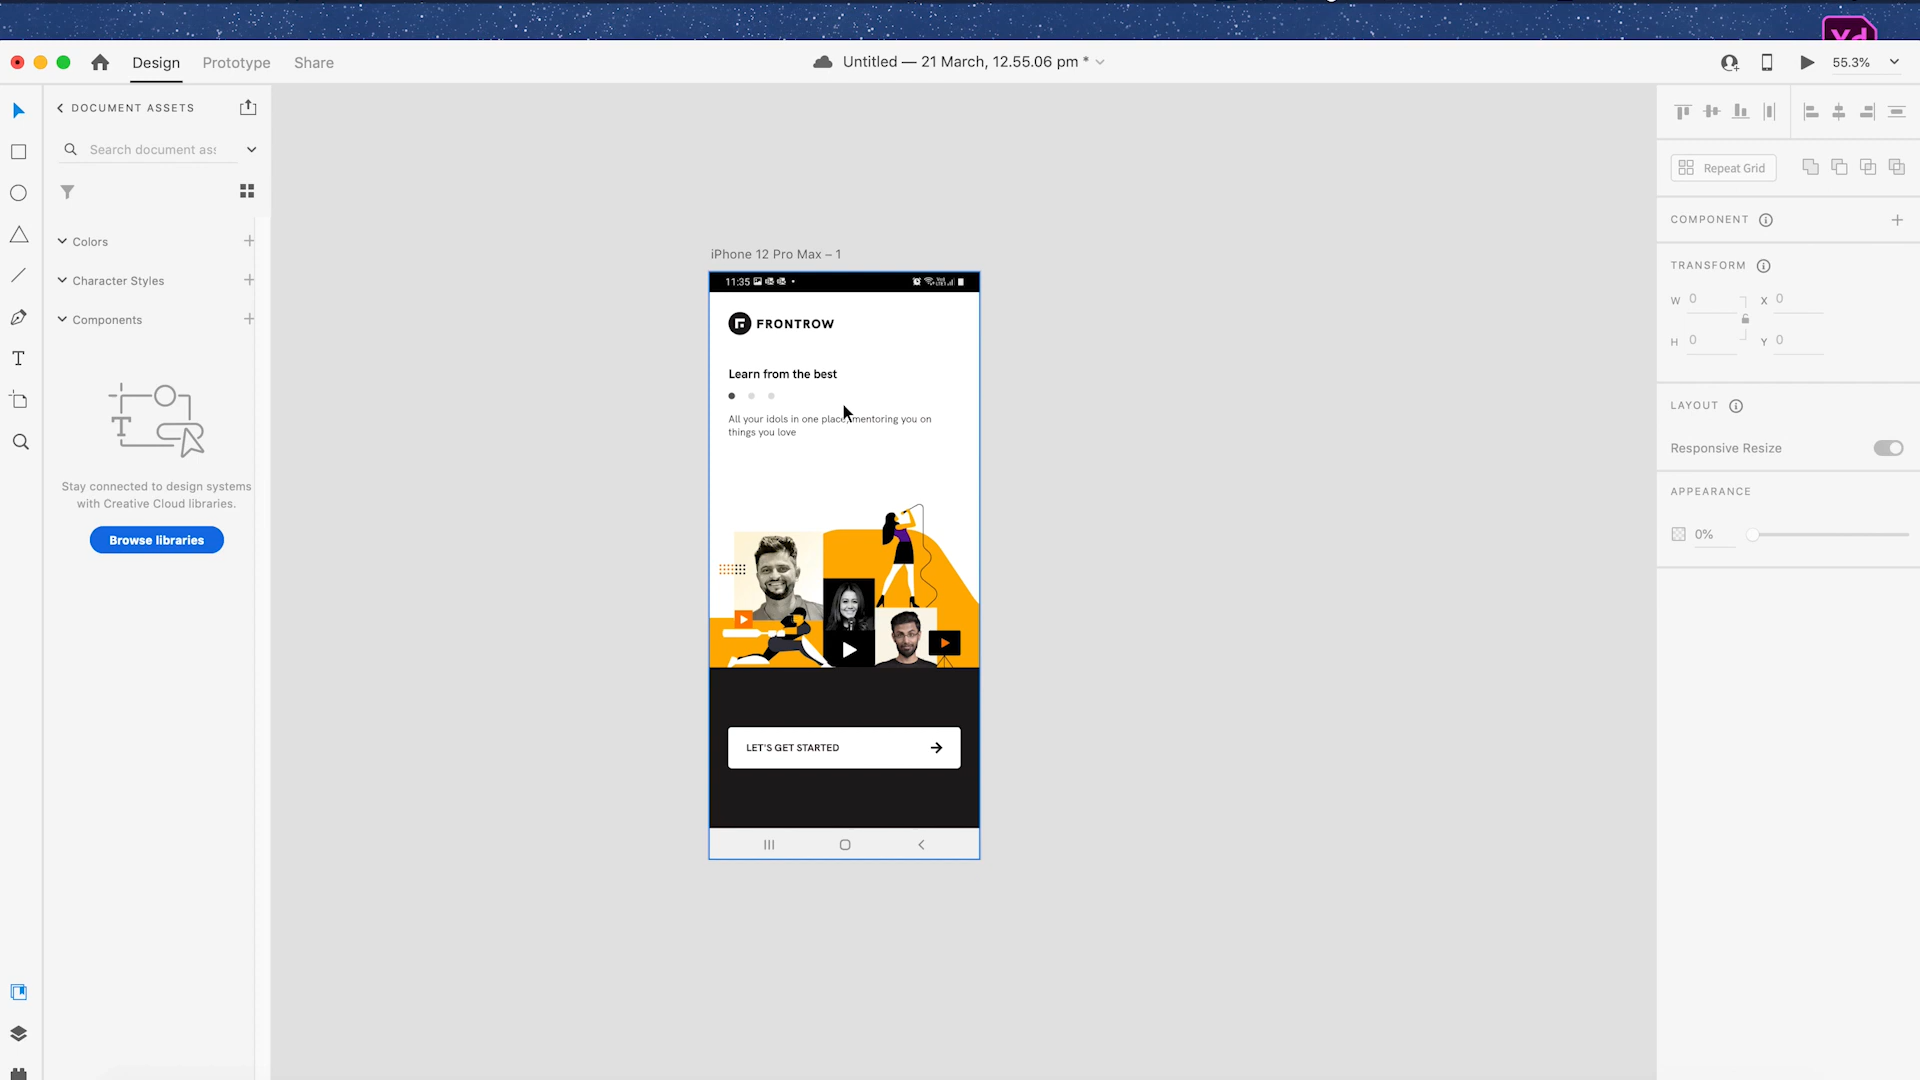 Xd
Design
Prototype
Share
Untitled — 21 March, 12.55.06 pm *
55.3%
DOCUMENT ASSETS
Search document ass
Colors
Character Styles
Components
Stay connected to design systems
with Creative Cloud libraries.
Browse libraries
iPhone 12 Pro Max – 1
11:35
FRONTROW
Learn from the best
All your idols in one place, mentoring you on
things you love
LET'S GET STARTED
Repeat Grid
COMPONENT
TRANSFORM
W 0 X 0
H 0 Y 0
LAYOUT
Responsive Resize
APPEARANCE
0%